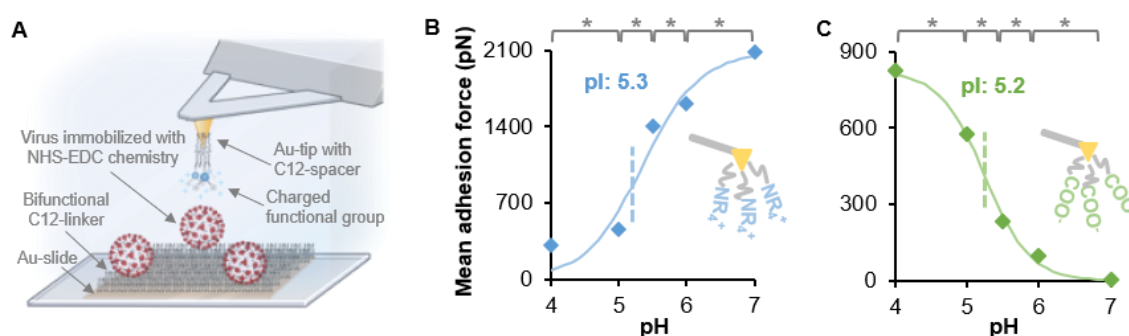 A
Virus immobilized with
NHS-EDC chemistry
Au-tip with
C12-spacer
Bifunctional
C12-linker
Charged
functional group
Au-slide
B
* * * *
Mean adhesion force (pN)
2100
1400
700
0
pI: 5.3
NR4+
NR4+
NR4+
4 5 6 7
pH
C
* * * *
900
600
300
0
pI: 5.2
COO-
COO-
COO-
4 5 6 7
pH